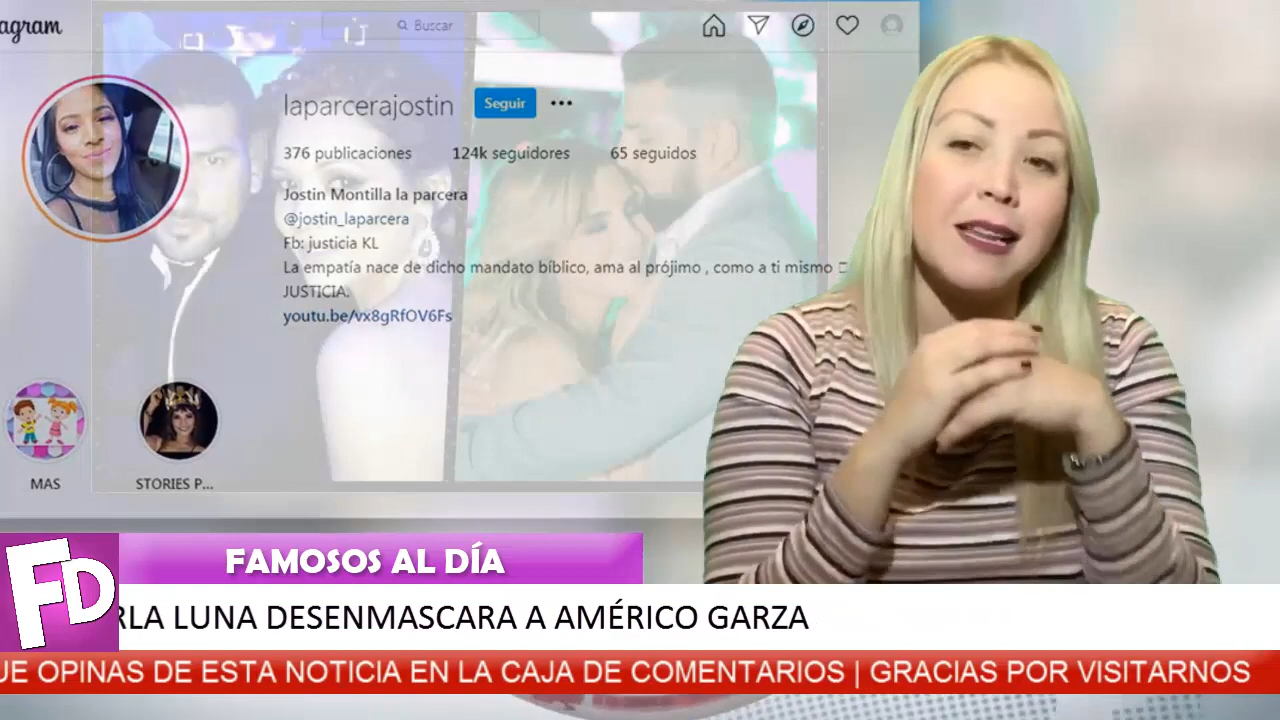 agram
Buscar
laparcerajostin
Seguir
376 publicaciones 124k seguidores 65 seguidos
Jostin Montilla la parcera
@jostin_laparcera
Fb: justicia KL
La empatía nace de dicho mandato bíblico, ama al prójimo , como a ti mismo
JUSTICIA.
youtu.be/vx8gRfOV6Fs
MAS
STORIES P...
FAMOSOS AL DÍA
FD
RLA LUNA DESENMASCARA A AMÉRICO GARZA
UE OPINAS DE ESTA NOTICIA EN LA CAJA DE COMENTARIOS | GRACIAS POR VISITARNOS